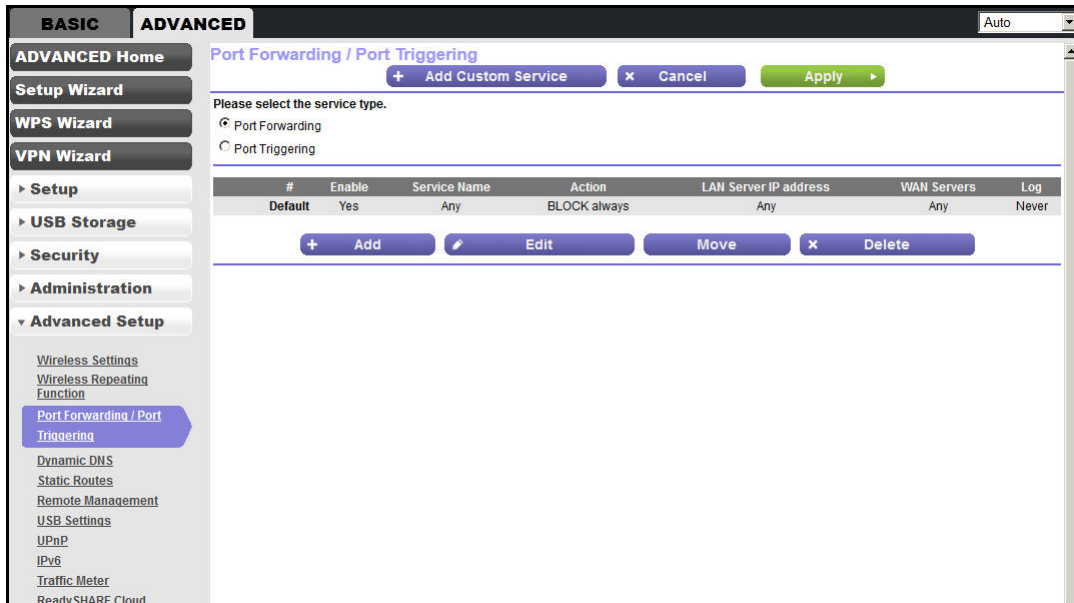 BASIC
ADVANCED
Auto
ADVANCED Home
Setup Wizard
WPS Wizard
VPN Wizard
Setup
USB Storage
Security
Administration
Advanced Setup
Wireless Settings
Wireless Repeating
Function
Port Forwarding / Port
Triggering
Dynamic DNS
Static Routes
Remote Management
USB Settings
UPnP
IPv6
Traffic Meter
ReadySHARE Cloud
Port Forwarding / Port Triggering
+ Add Custom Service
× Cancel
Apply
Please select the service type.
Port Forwarding
Port Triggering
# Enable Service Name Action LAN Server IP address WAN Servers Log
Default Yes Any BLOCK always Any Any Never
+ Add
Edit
Move
× Delete